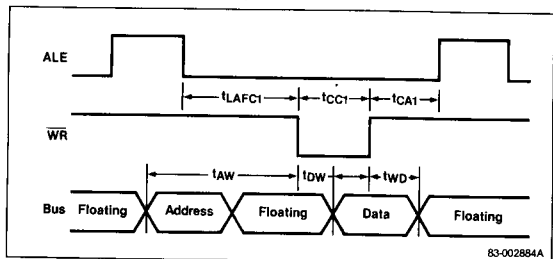 ALE
tLAFC1 tCC1 tCA1
WR
tAW tDW tWD
Bus Floating Address Floating Data Floating
83-002884A